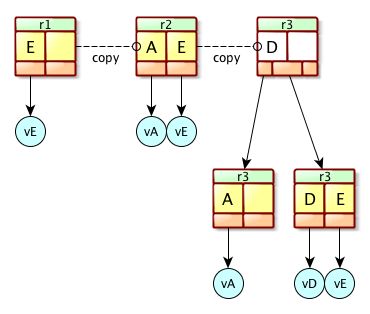 r1 r2 r3
E A E D
copy copy
vE vA vE
r3 r3
A D E
vA vD vE